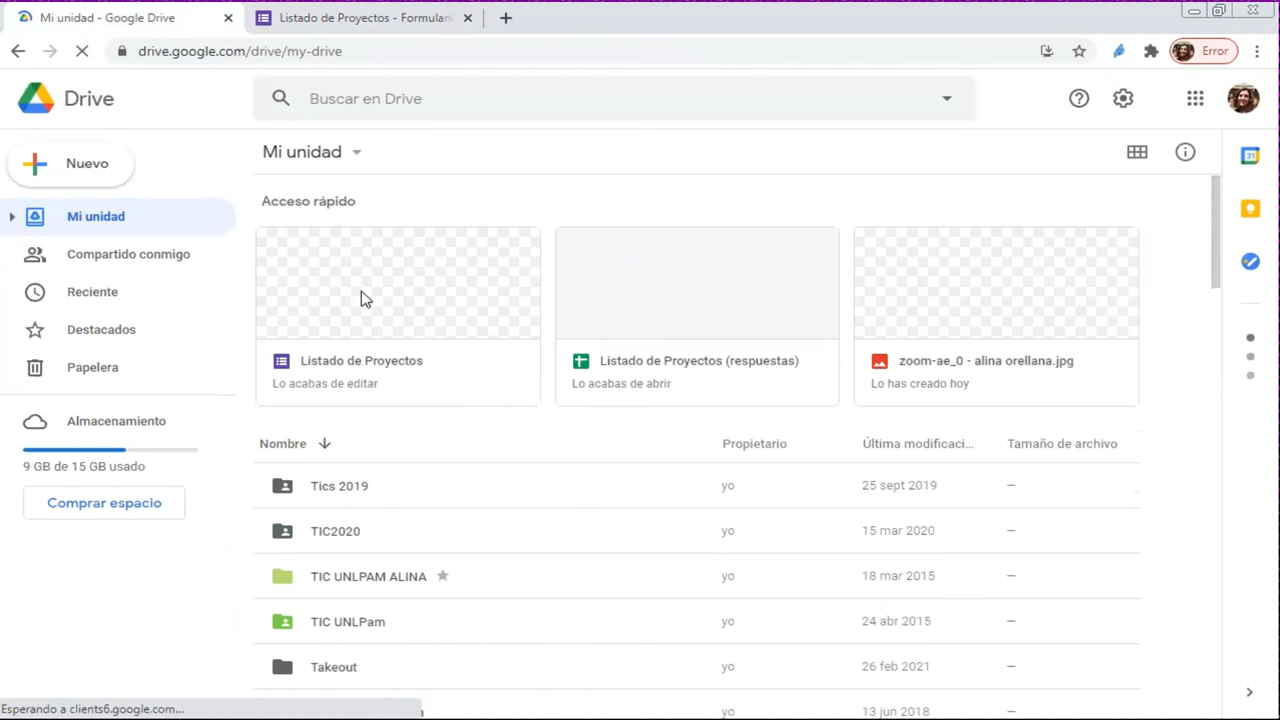 Mi unidad - Google Drive
Listado de Proyectos - Formulari
drive.google.com/drive/my-drive
Error
Drive
Buscar en Drive
Nuevo
Mi unidad
31
Acceso rápido
Mi unidad
Compartido conmigo
Reciente
Destacados
Papelera
Listado de Proyectos
Lo acabas de editar
Listado de Proyectos (respuestas)
Lo acabas de abrir
zoom-ae_0 - alina orellana.jpg
Lo has creado hoy
Almacenamiento
9 GB de 15 GB usado
Comprar espacio
Nombre Propietario Última modificaci... Tamaño de archivo
Tics 2019 yo 25 sept 2019 —
TIC2020 yo 15 mar 2020 —
TIC UNLPAM ALINA yo 18 mar 2015 —
TIC UNLPam yo 24 abr 2015 —
Takeout yo 26 feb 2021 —
yo 13 jun 2018 —
Esperando a clients6.google.com...